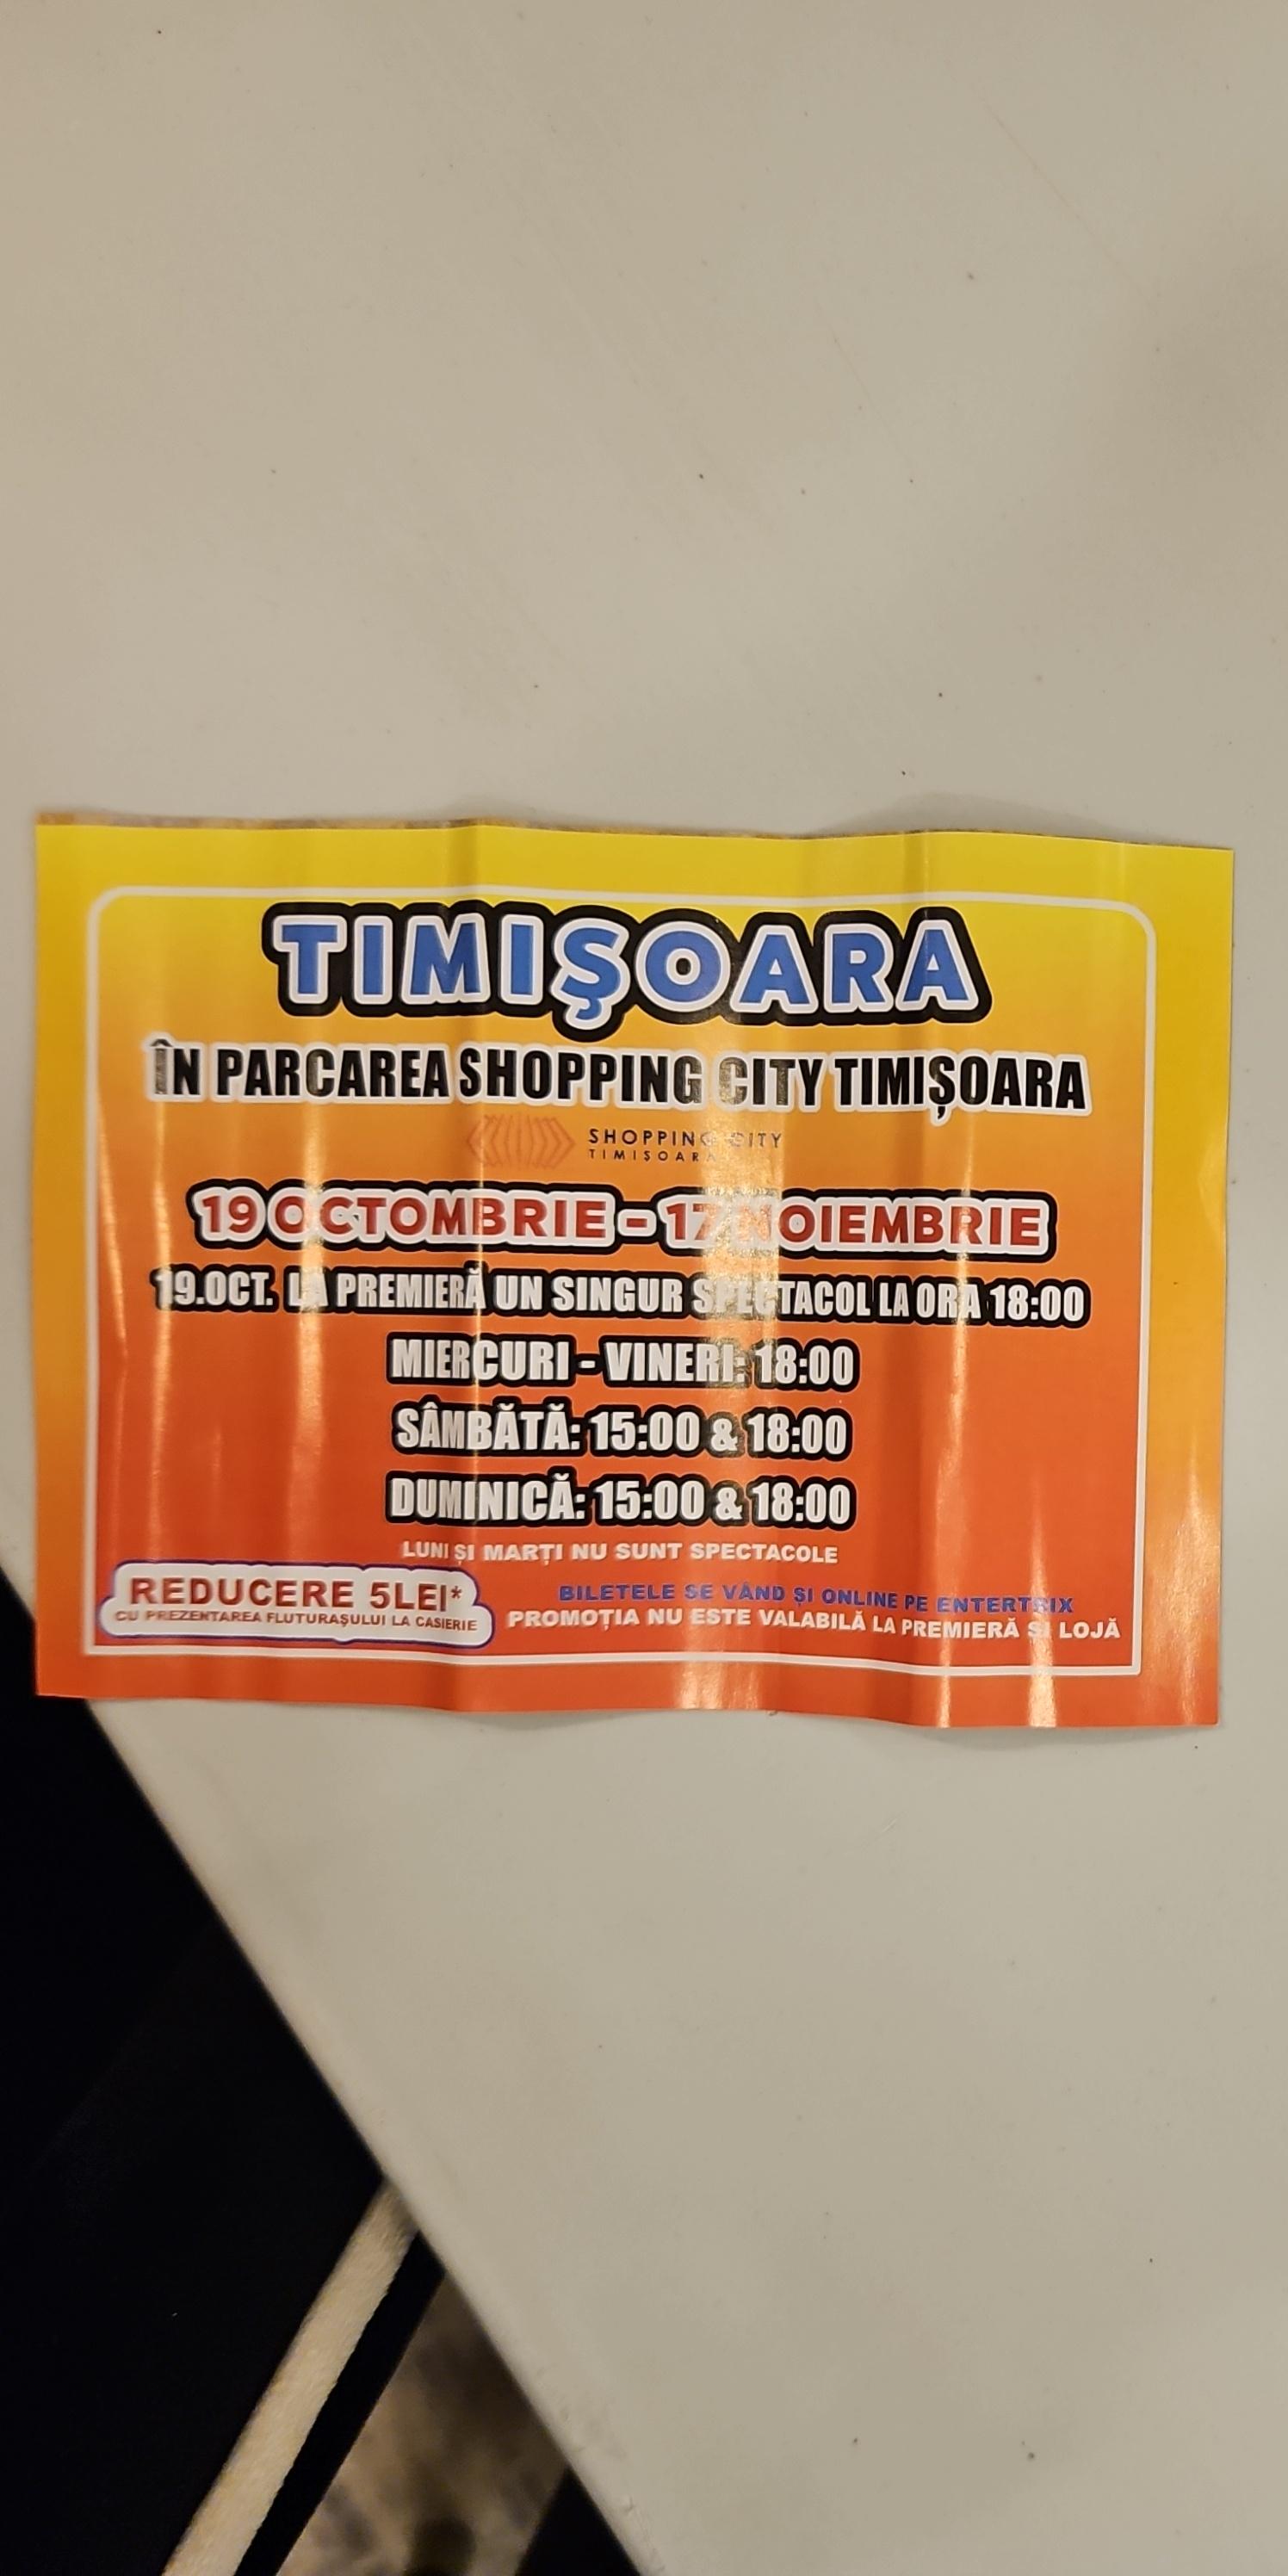 TIMIŞOARA
ÎN PARCAREA SHOPPING CITY TIMIȘOARA
SHOPPING CITY
TIMIȘOARA
19 OCTOMBRIE - 17 NOIEMBRIE
19.OCT. LA PREMIERĂ UN SINGUR SPECTACOL LA ORA 18:00
MIERCURI - VINERI: 18:00
SÂMBĂTĂ: 15:00 & 18:00
DUMINICĂ: 15:00 & 18:00
LUNI ȘI MARȚI NU SUNT SPECTACOLE
REDUCERE 5LEI*
CU PREZENTAREA FLUTURAȘULUI LA CASIERIE
BILETELE SE VÂND ȘI ONLINE PE ENTERTRIX
PROMOȚIA NU ESTE VALABILĂ LA PREMIERĂ SI LOJĂ